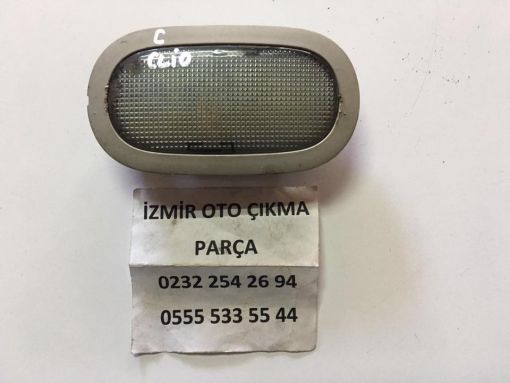 C
CLIO
İZMİR OTO ÇIKMA
PARÇA
0232 254 26 94
0555 533 55 44